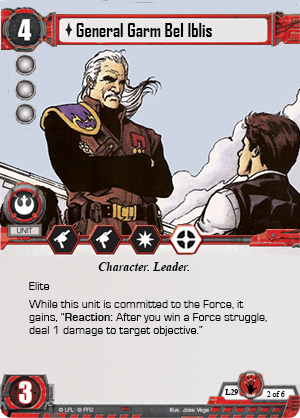 4
General Garm Bel Iblis
UNIT
Character. Leader.
Elite
While this unit is committed to the Force, it
gains, “Reaction: After you win a Force struggle,
deal 1 damage to target objective.”
3
© LFL © FFG
Illus. Jose Vega
L29
2 of 6